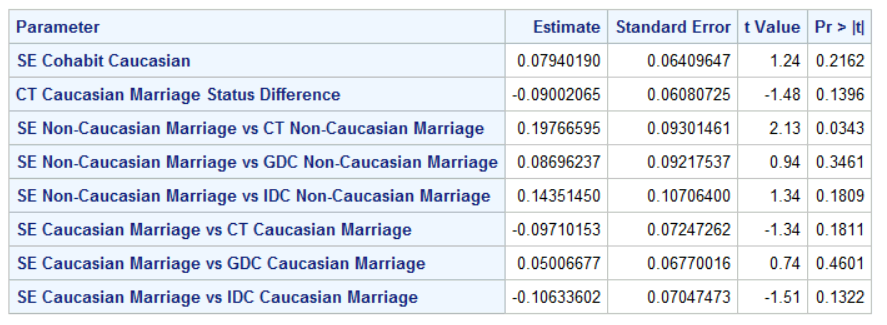 Parameter Estimate Standard Error t Value Pr > |t|
SE Cohabit Caucasian 0.07940190 0.06409647 1.24 0.2162
CT Caucasian Marriage Status Difference -0.09002065 0.06080725 -1.48 0.1396
SE Non-Caucasian Marriage vs CT Non-Caucasian Marriage 0.19766595 0.09301461 2.13 0.0343
SE Non-Caucasian Marriage vs GDC Non-Caucasian Marriage 0.08696237 0.09217537 0.94 0.3461
SE Non-Caucasian Marriage vs IDC Non-Caucasian Marriage 0.14351450 0.10706400 1.34 0.1809
SE Caucasian Marriage vs CT Caucasian Marriage -0.09710153 0.07247262 -1.34 0.1811
SE Caucasian Marriage vs GDC Caucasian Marriage 0.05006677 0.06770016 0.74 0.4601
SE Caucasian Marriage vs IDC Caucasian Marriage -0.10633602 0.07047473 -1.51 0.1322